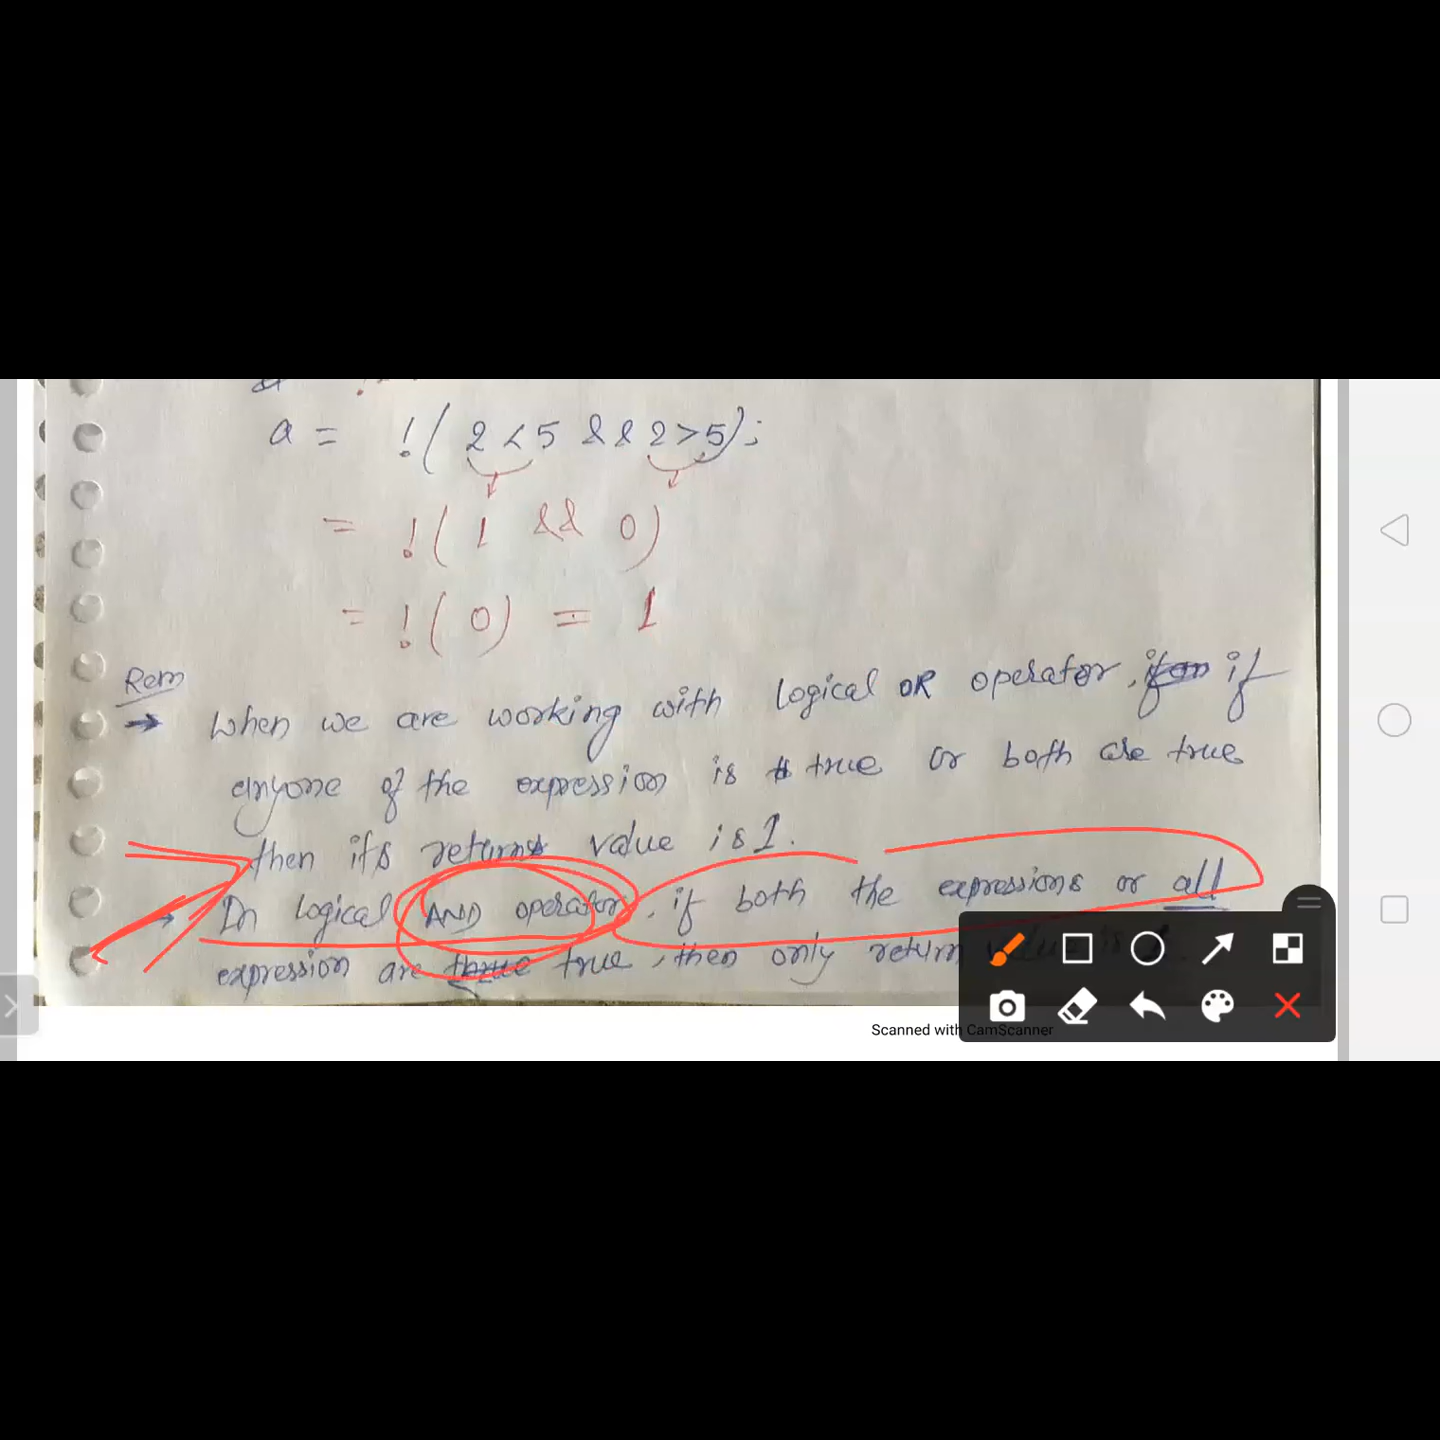 a = !( 2 < 5 && 2 > 5);
= !( 1 && 0 )
= !( 0 ) = 1
Rem
→ When we are working with logical OR operator, if
anyone of the expression is true or both are true
then its return value is 1.
→ In logical AND operator, if both the expressions or all
expression are true, then only return
Scanned with CamScanner